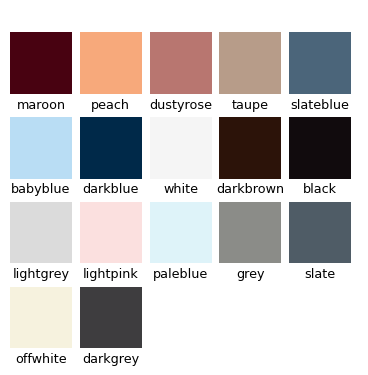 maroon peach dustyrose taupe slateblue
babyblue darkblue white darkbrown black
lightgrey lightpink paleblue grey slate
offwhite darkgrey